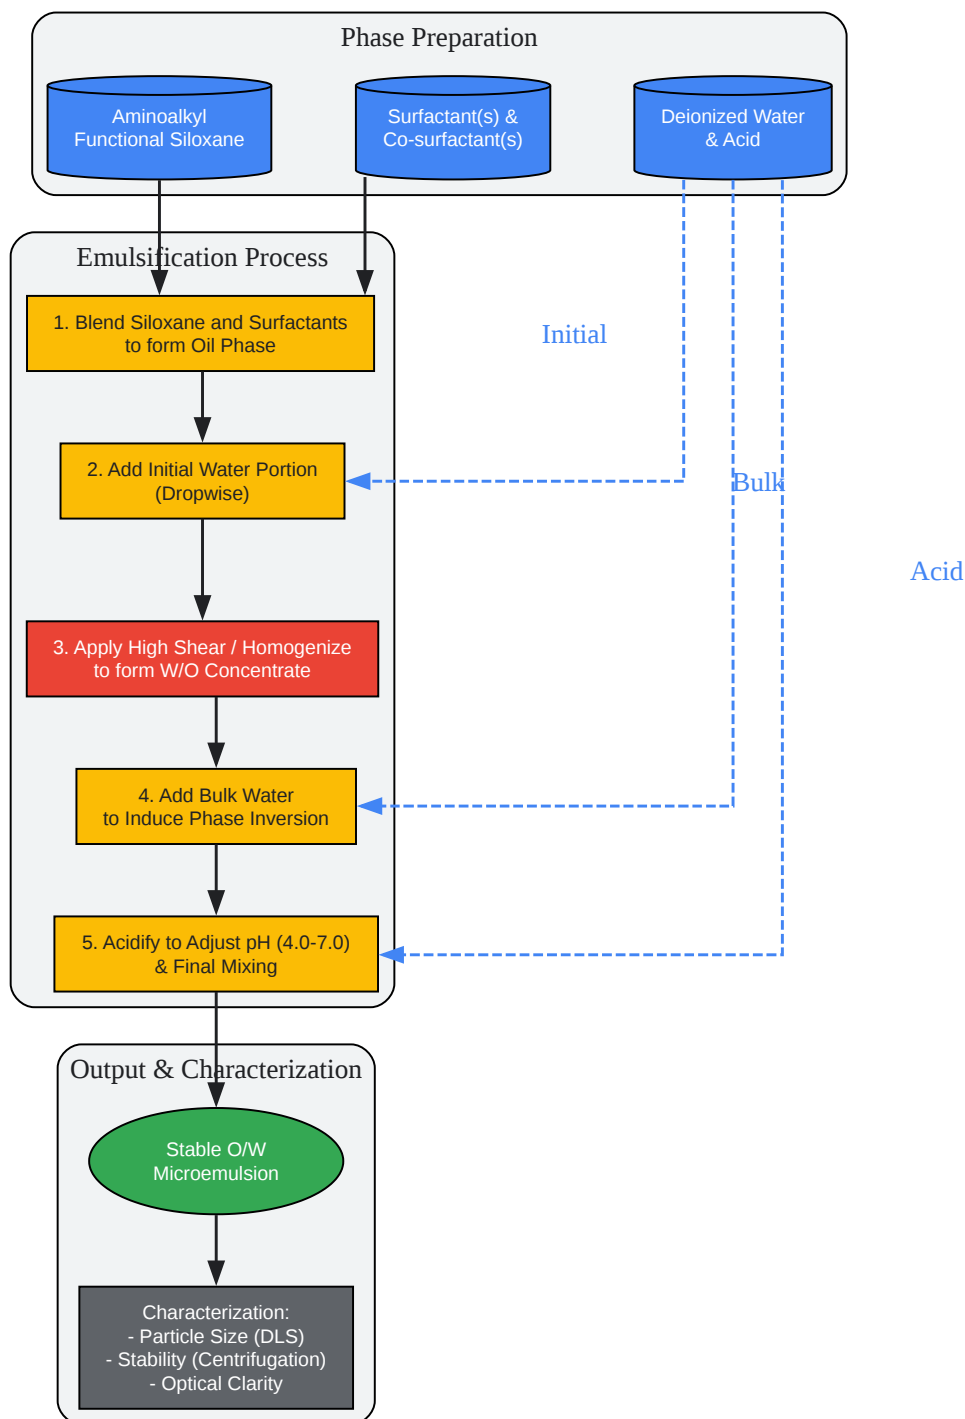 Phase Preparation
Aminoalkyl
Functional Siloxane
Surfactant(s) &
Co-surfactant(s)
Deionized Water
& Acid
Emulsification Process
1. Blend Siloxane and Surfactants
to form Oil Phase
Initial
2. Add Initial Water Portion
(Dropwise)
Bulk
Acid
3. Apply High Shear / Homogenize
to form W/O Concentrate
4. Add Bulk Water
to Induce Phase Inversion
5. Acidify to Adjust pH (4.0-7.0)
& Final Mixing
Output & Characterization
Stable O/W
Microemulsion
Characterization:
- Particle Size (DLS)
- Stability (Centrifugation)
- Optical Clarity